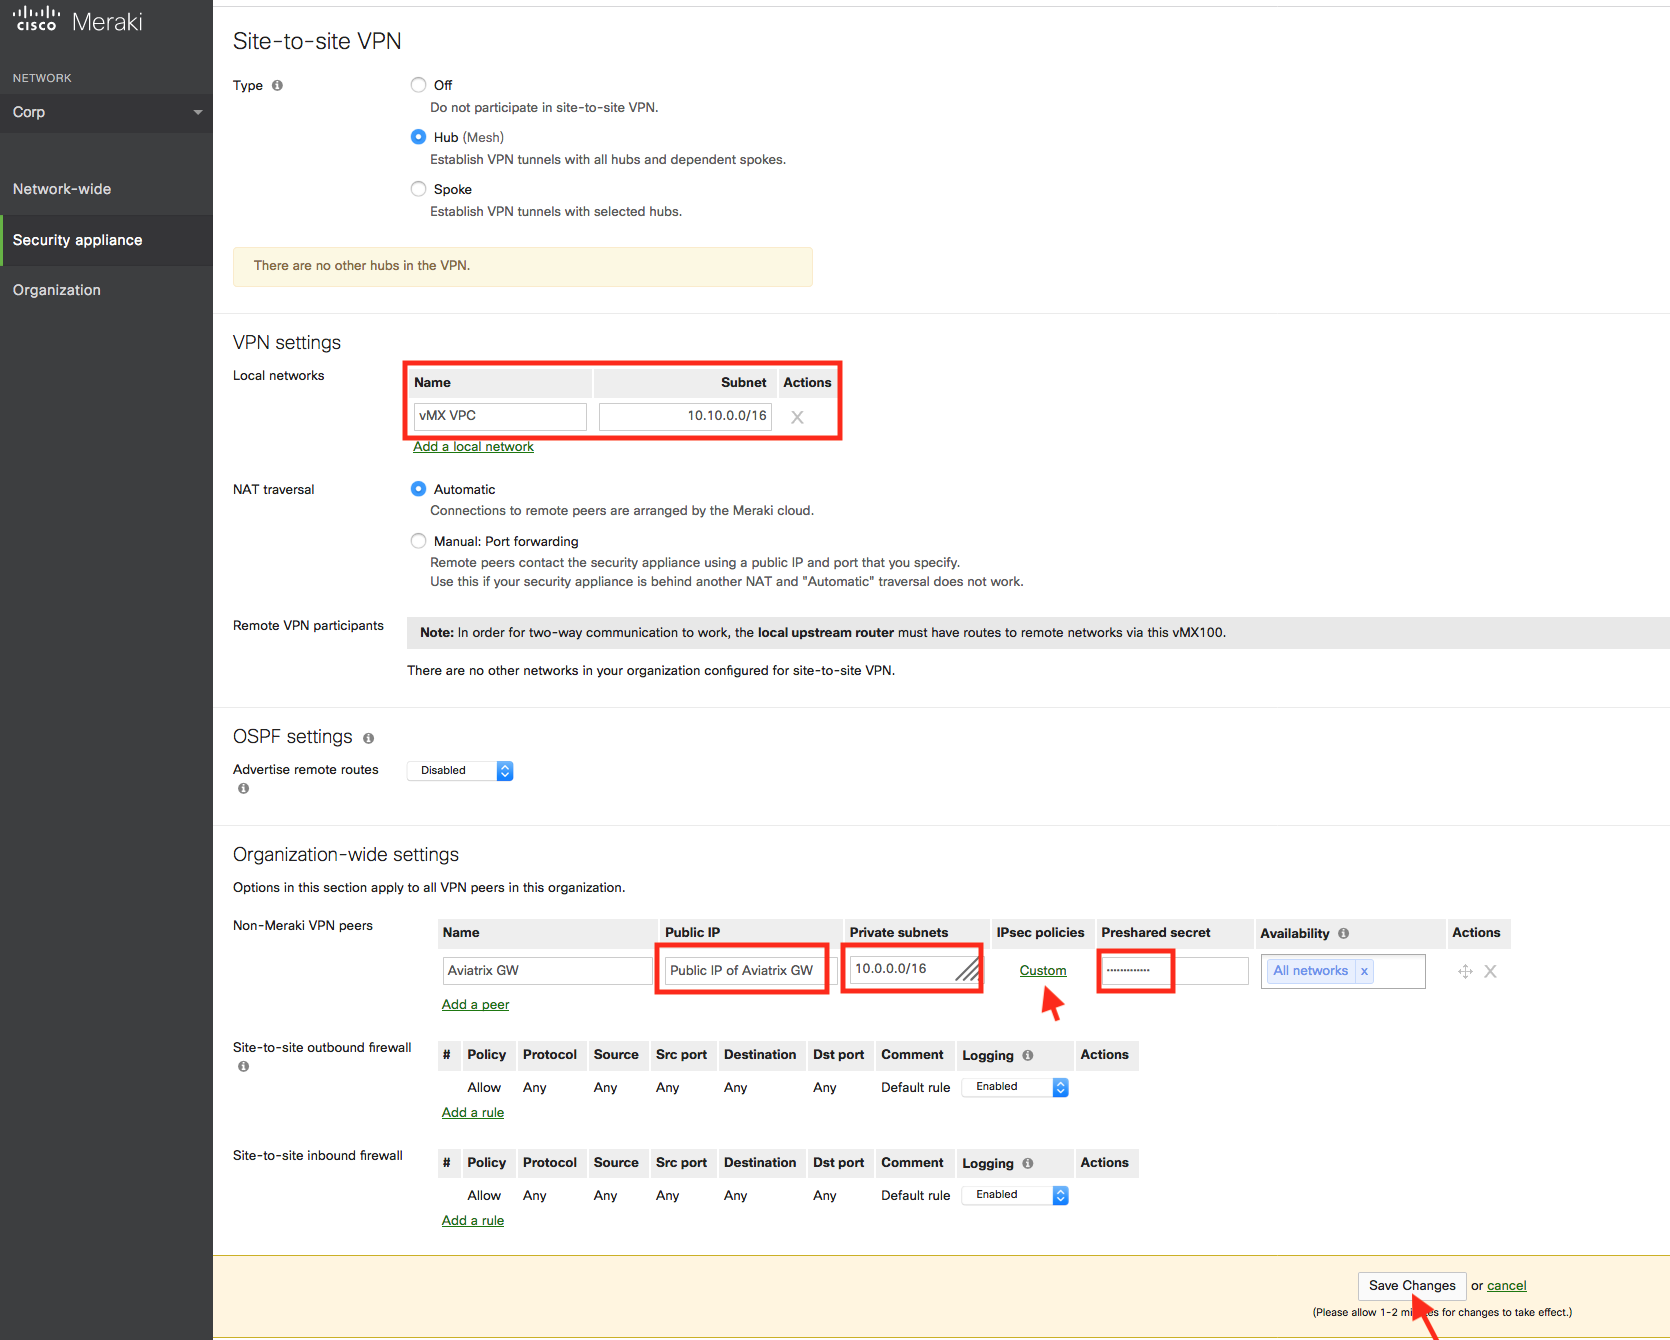 cisco Meraki
NETWORK
Corp
Network-wide
Security appliance
Organization
Site-to-site VPN
Type
Off
Do not participate in site-to-site VPN.
Hub (Mesh)
Establish VPN tunnels with all hubs and dependent spokes.
Spoke
Establish VPN tunnels with selected hubs.
There are no other hubs in the VPN.
VPN settings
Local networks
Name Subnet Actions
vMX VPC 10.10.0.0/16 X
Add a local network
NAT traversal
Automatic
Connections to remote peers are arranged by the Meraki cloud.
Manual: Port forwarding
Remote peers contact the security appliance using a public IP and port that you specify.
Use this if your security appliance is behind another NAT and "Automatic" traversal does not work.
Remote VPN participants
Note: In order for two-way communication to work, the local upstream router must have routes to remote networks via this vMX100.
There are no other networks in your organization configured for site-to-site VPN.
OSPF settings
Advertise remote routes
Disabled
Organization-wide settings
Options in this section apply to all VPN peers in this organization.
Non-Meraki VPN peers
Name Public IP Private subnets IPsec policies Preshared secret Availability Actions
Aviatrix GW Public IP of Aviatrix GW 10.0.0.0/16 Custom ············· All networks x X
Add a peer
Site-to-site outbound firewall
# Policy Protocol Source Src port Destination Dst port Comment Logging Actions
Allow Any Any Any Any Any Default rule Enabled
Add a rule
Site-to-site inbound firewall
# Policy Protocol Source Src port Destination Dst port Comment Logging Actions
Allow Any Any Any Any Any Default rule Enabled
Add a rule
Save Changes or cancel
(Please allow 1-2 for changes to take effect.)